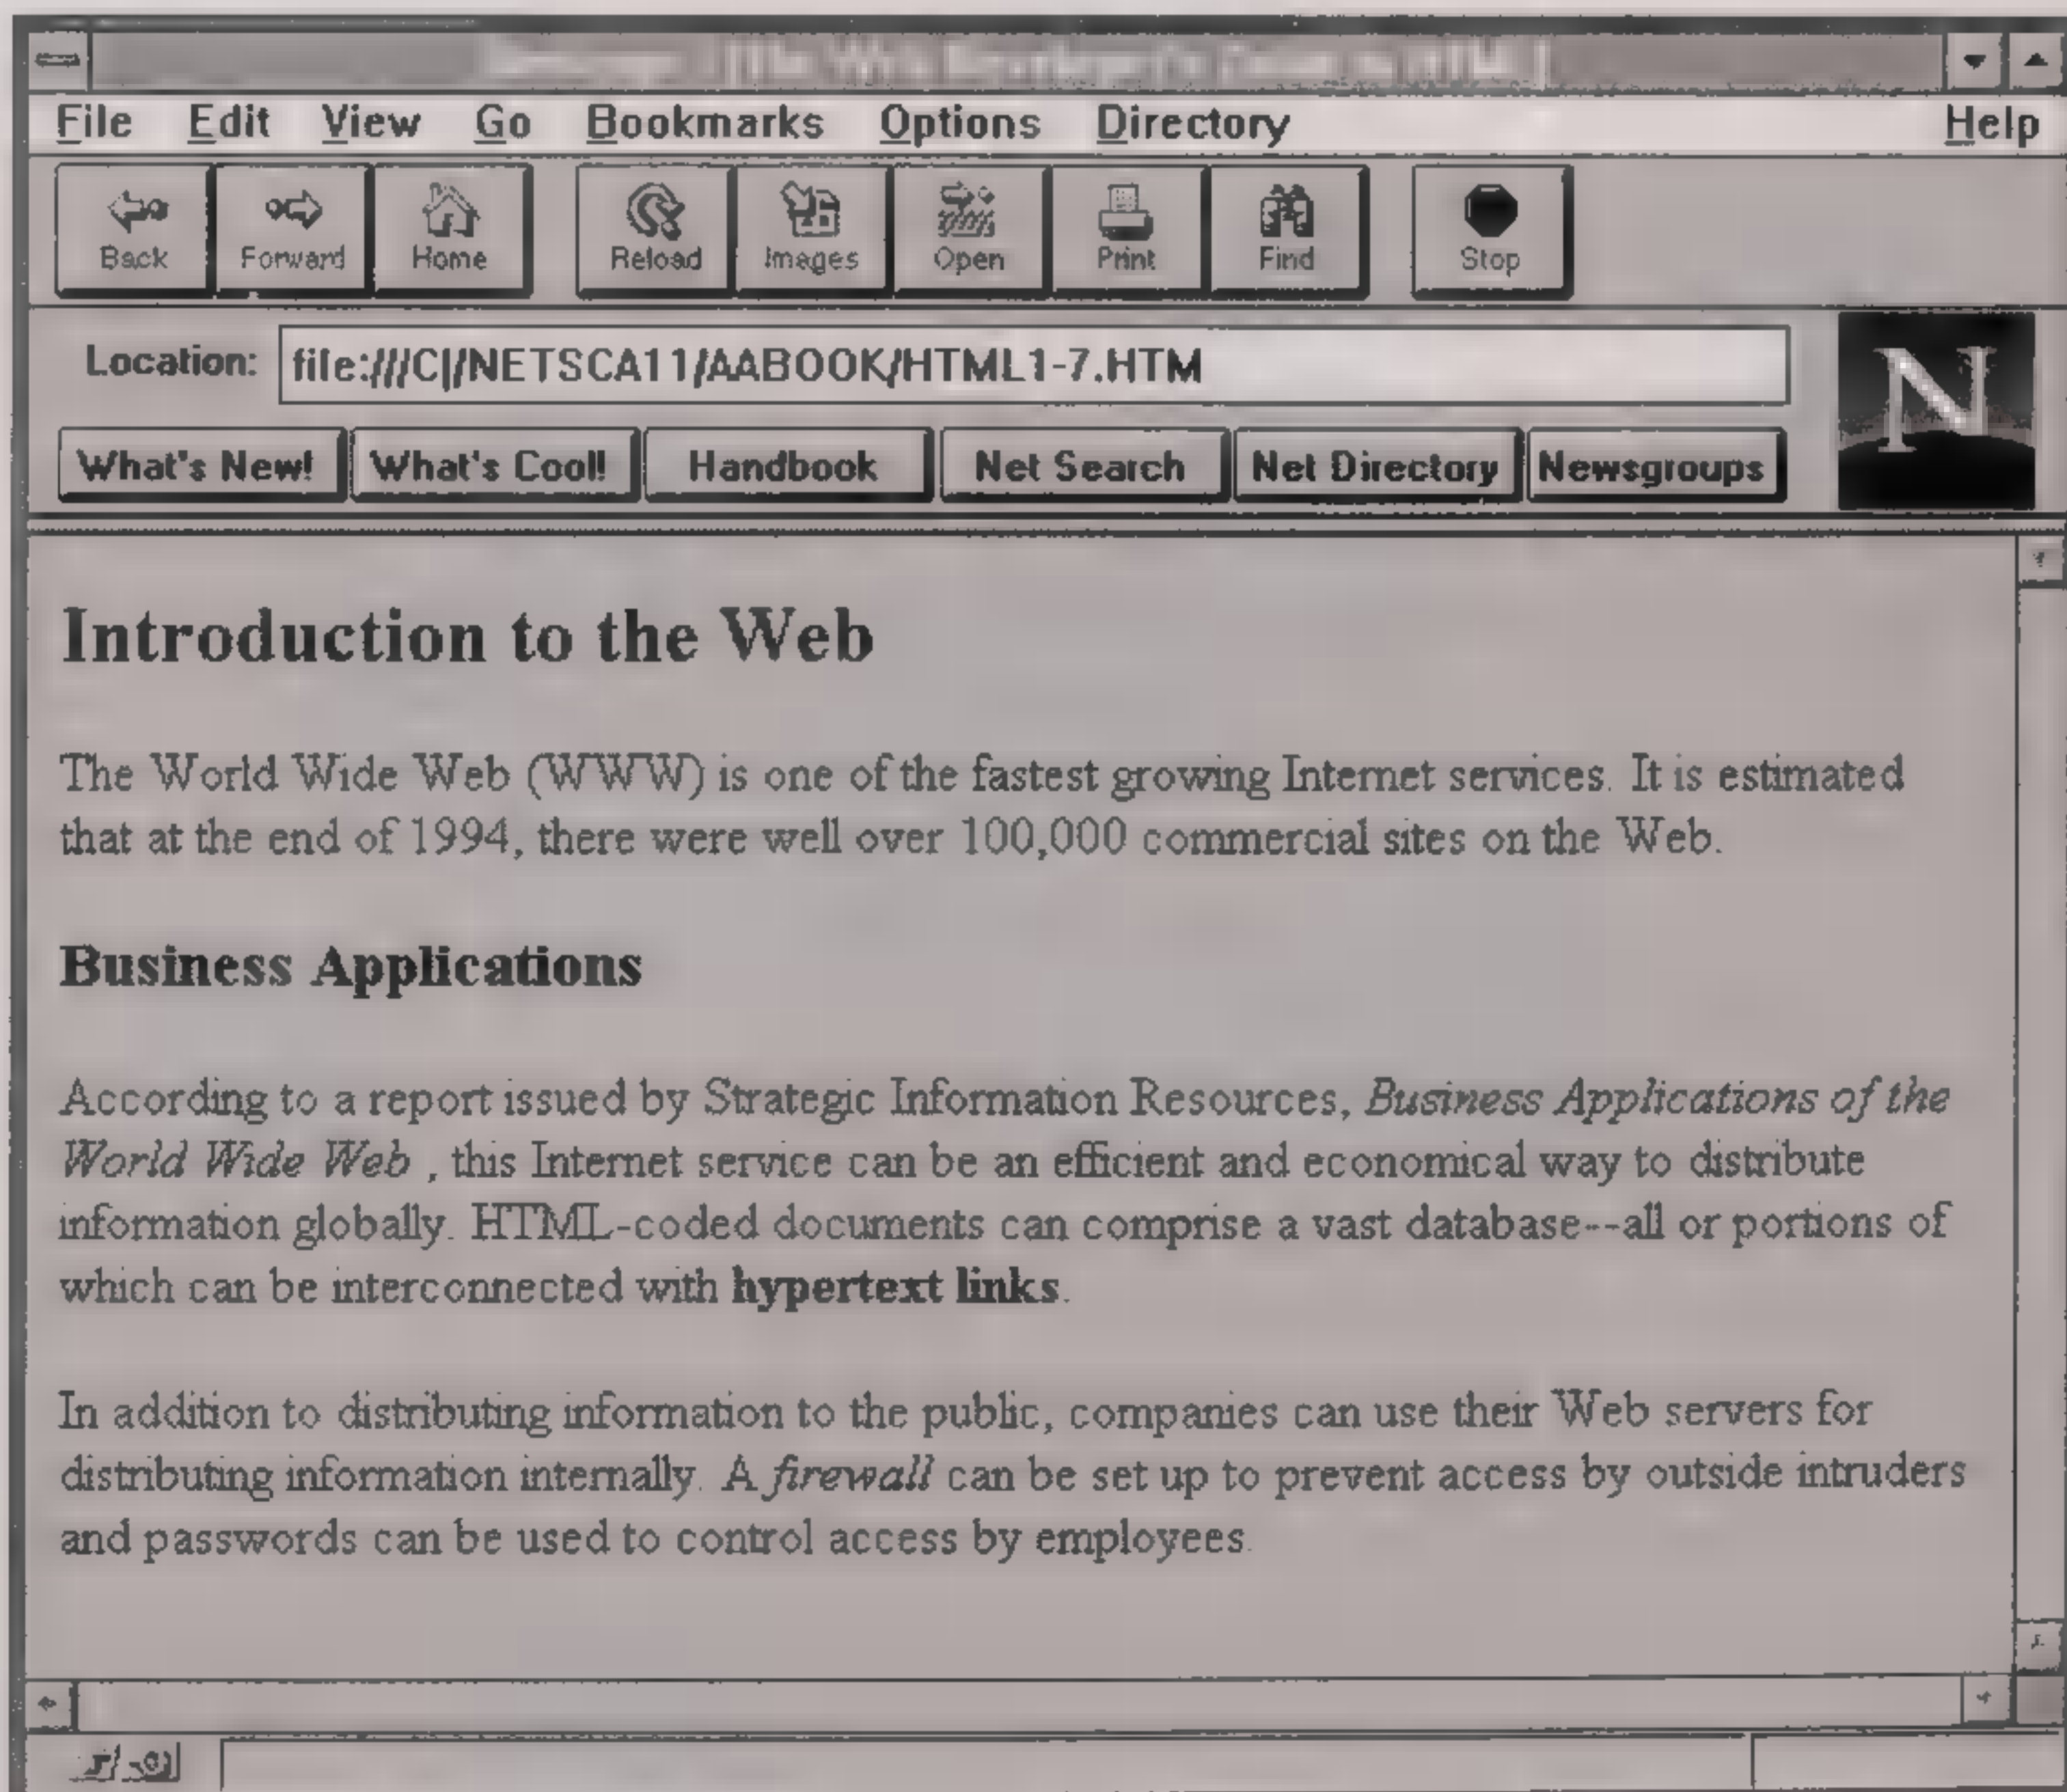 File Edit View Go Bookmarks Options Directory Help
Back Forward Home Reload Images Open Print Find Stop
Location: file:///C|/NETSCA11/AABOOK/HTML1-7.HTM
N
What's New! What's Cool! Handbook Net Search Net Directory Newsgroups
Introduction to the Web
The World Wide Web (WWW) is one of the fastest growing Internet services. It is estimated
that at the end of 1994, there were well over 100,000 commercial sites on the Web.
Business Applications
According to a report issued by Strategic Information Resources, Business Applications of the
World Wide Web , this Internet service can be an efficient and economical way to distribute
information globally. HTML-coded documents can comprise a vast database--all or portions of
which can be interconnected with hypertext links.
In addition to distributing information to the public, companies can use their Web servers for
distributing information internally. A firewall can be set up to prevent access by outside intruders
and passwords can be used to control access by employees.